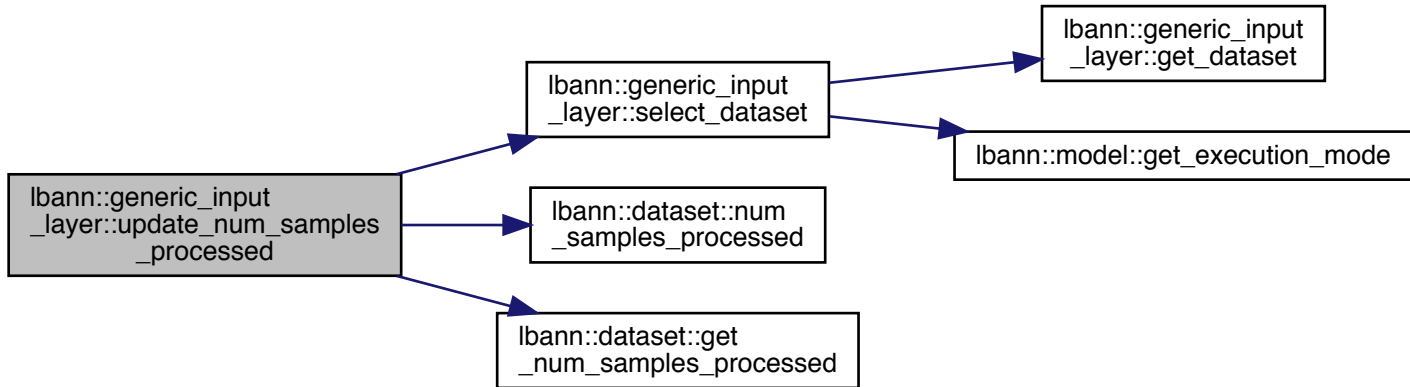 lbann::generic_input
_layer::update_num_samples
_processed
lbann::generic_input
_layer::select_dataset
lbann::generic_input
_layer::get_dataset
lbann::model::get_execution_mode
lbann::dataset::num
_samples_processed
lbann::dataset::get
_num_samples_processed